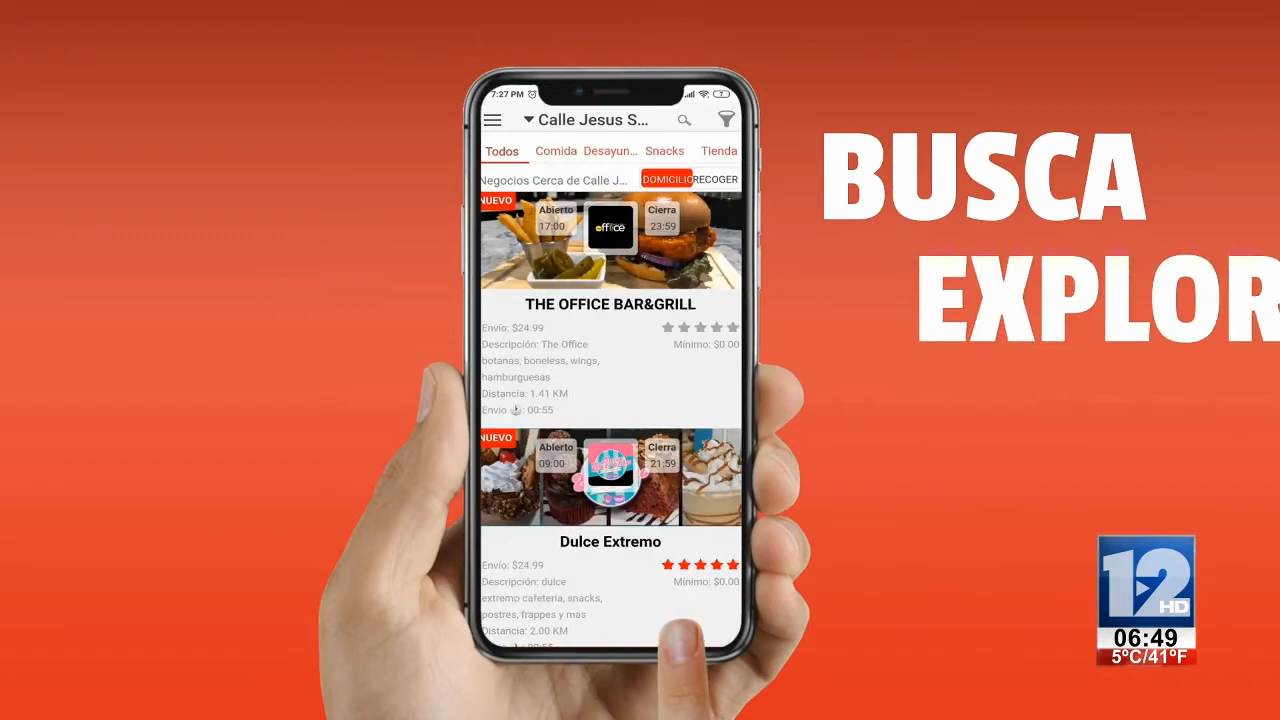 7:27 PM
7
Calle Jesus S...
Todos
Comida
Desayun...
Snacks
Tienda
Negocios Cerca de Calle J...
DOMICILIO
RECOGER
NUEVO
Abierto
17:00
office
Cierra
23:59
THE OFFICE BAR&GRILL
Envío: $24.99
Descripción: The Office
Mínimo: $0.00
botanas, boneless, wings,
hamburguesas
Distancia: 1.41 KM
Envio : 00:55
NUEVO
Abierto
09:00
Cierra
21:59
Dulce Extremo
Envío: $24.99
Descripción: dulce
Mínimo: $0.00
extremo cafeteria, snacks,
postres, frappes y mas
Distancia: 2.00 KM
BUSCA
EXPLOR
12
HD
06:49
5ºC/41ºF